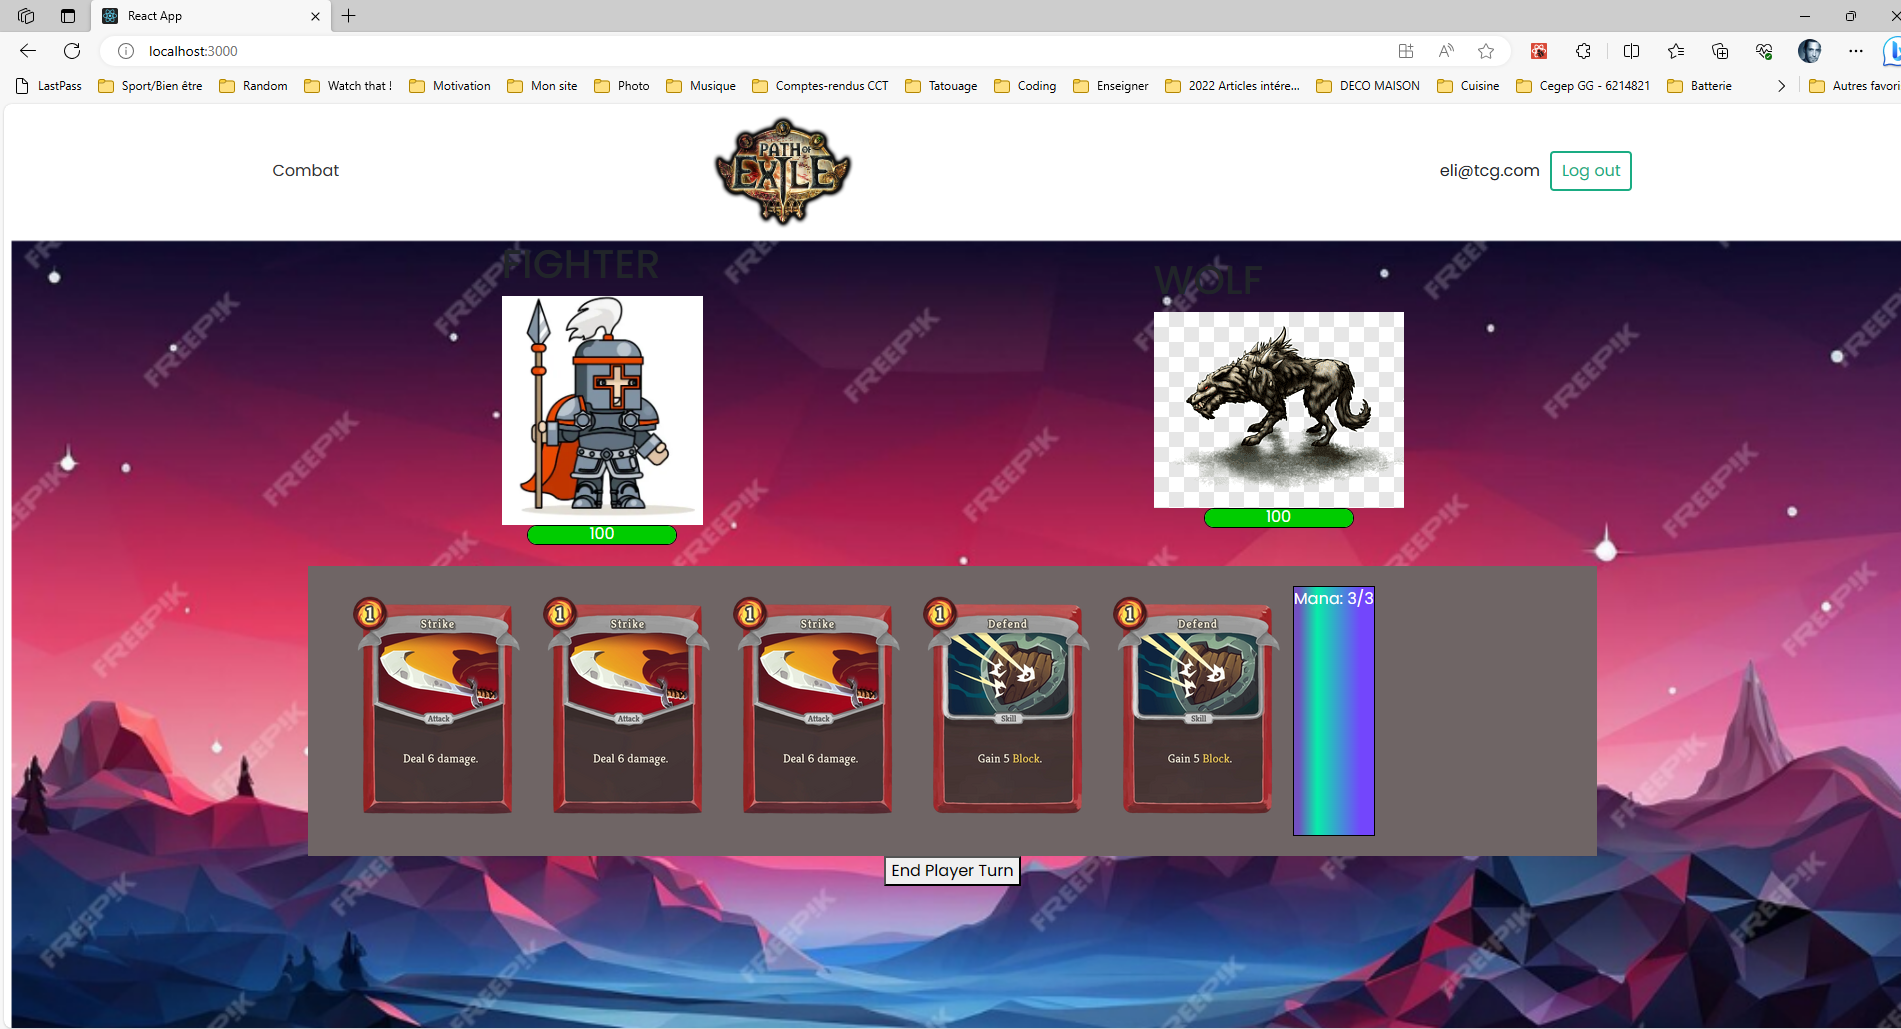 React App
localhost:3000
LastPass
Sport/Bien être
Random
Watch that !
Motivation
Mon site
Photo
Musique
Comptes-rendus CCT
Tatouage
Coding
Enseigner
2022 Articles intére...
DECO MAISON
Cuisine
Cegep GG - 6214821
Batterie
Autres favori
Combat
PATH OF
EXILE
eli@tcg.com
Log out
FIGHTER
WOLF
100
100
1
Strike
Attack
Deal 6 damage.
1
Strike
Attack
Deal 6 damage.
1
Strike
Attack
Deal 6 damage.
1
Defend
Skill
Gain 5 Block.
1
Defend
Skill
Gain 5 Block.
Mana: 3/3
End Player Turn
FREEPIK